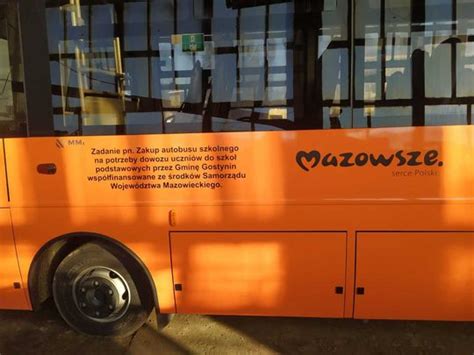 MM.
Zadanie pn. Zakup autobusu szkolnego
na potrzeby dowozu uczniów do szkół
podstawowych przez Gminę Gostynin
współfinansowane ze środków Samorządu
Województwa Mazowieckiego.
mazowsze.
serce Polski